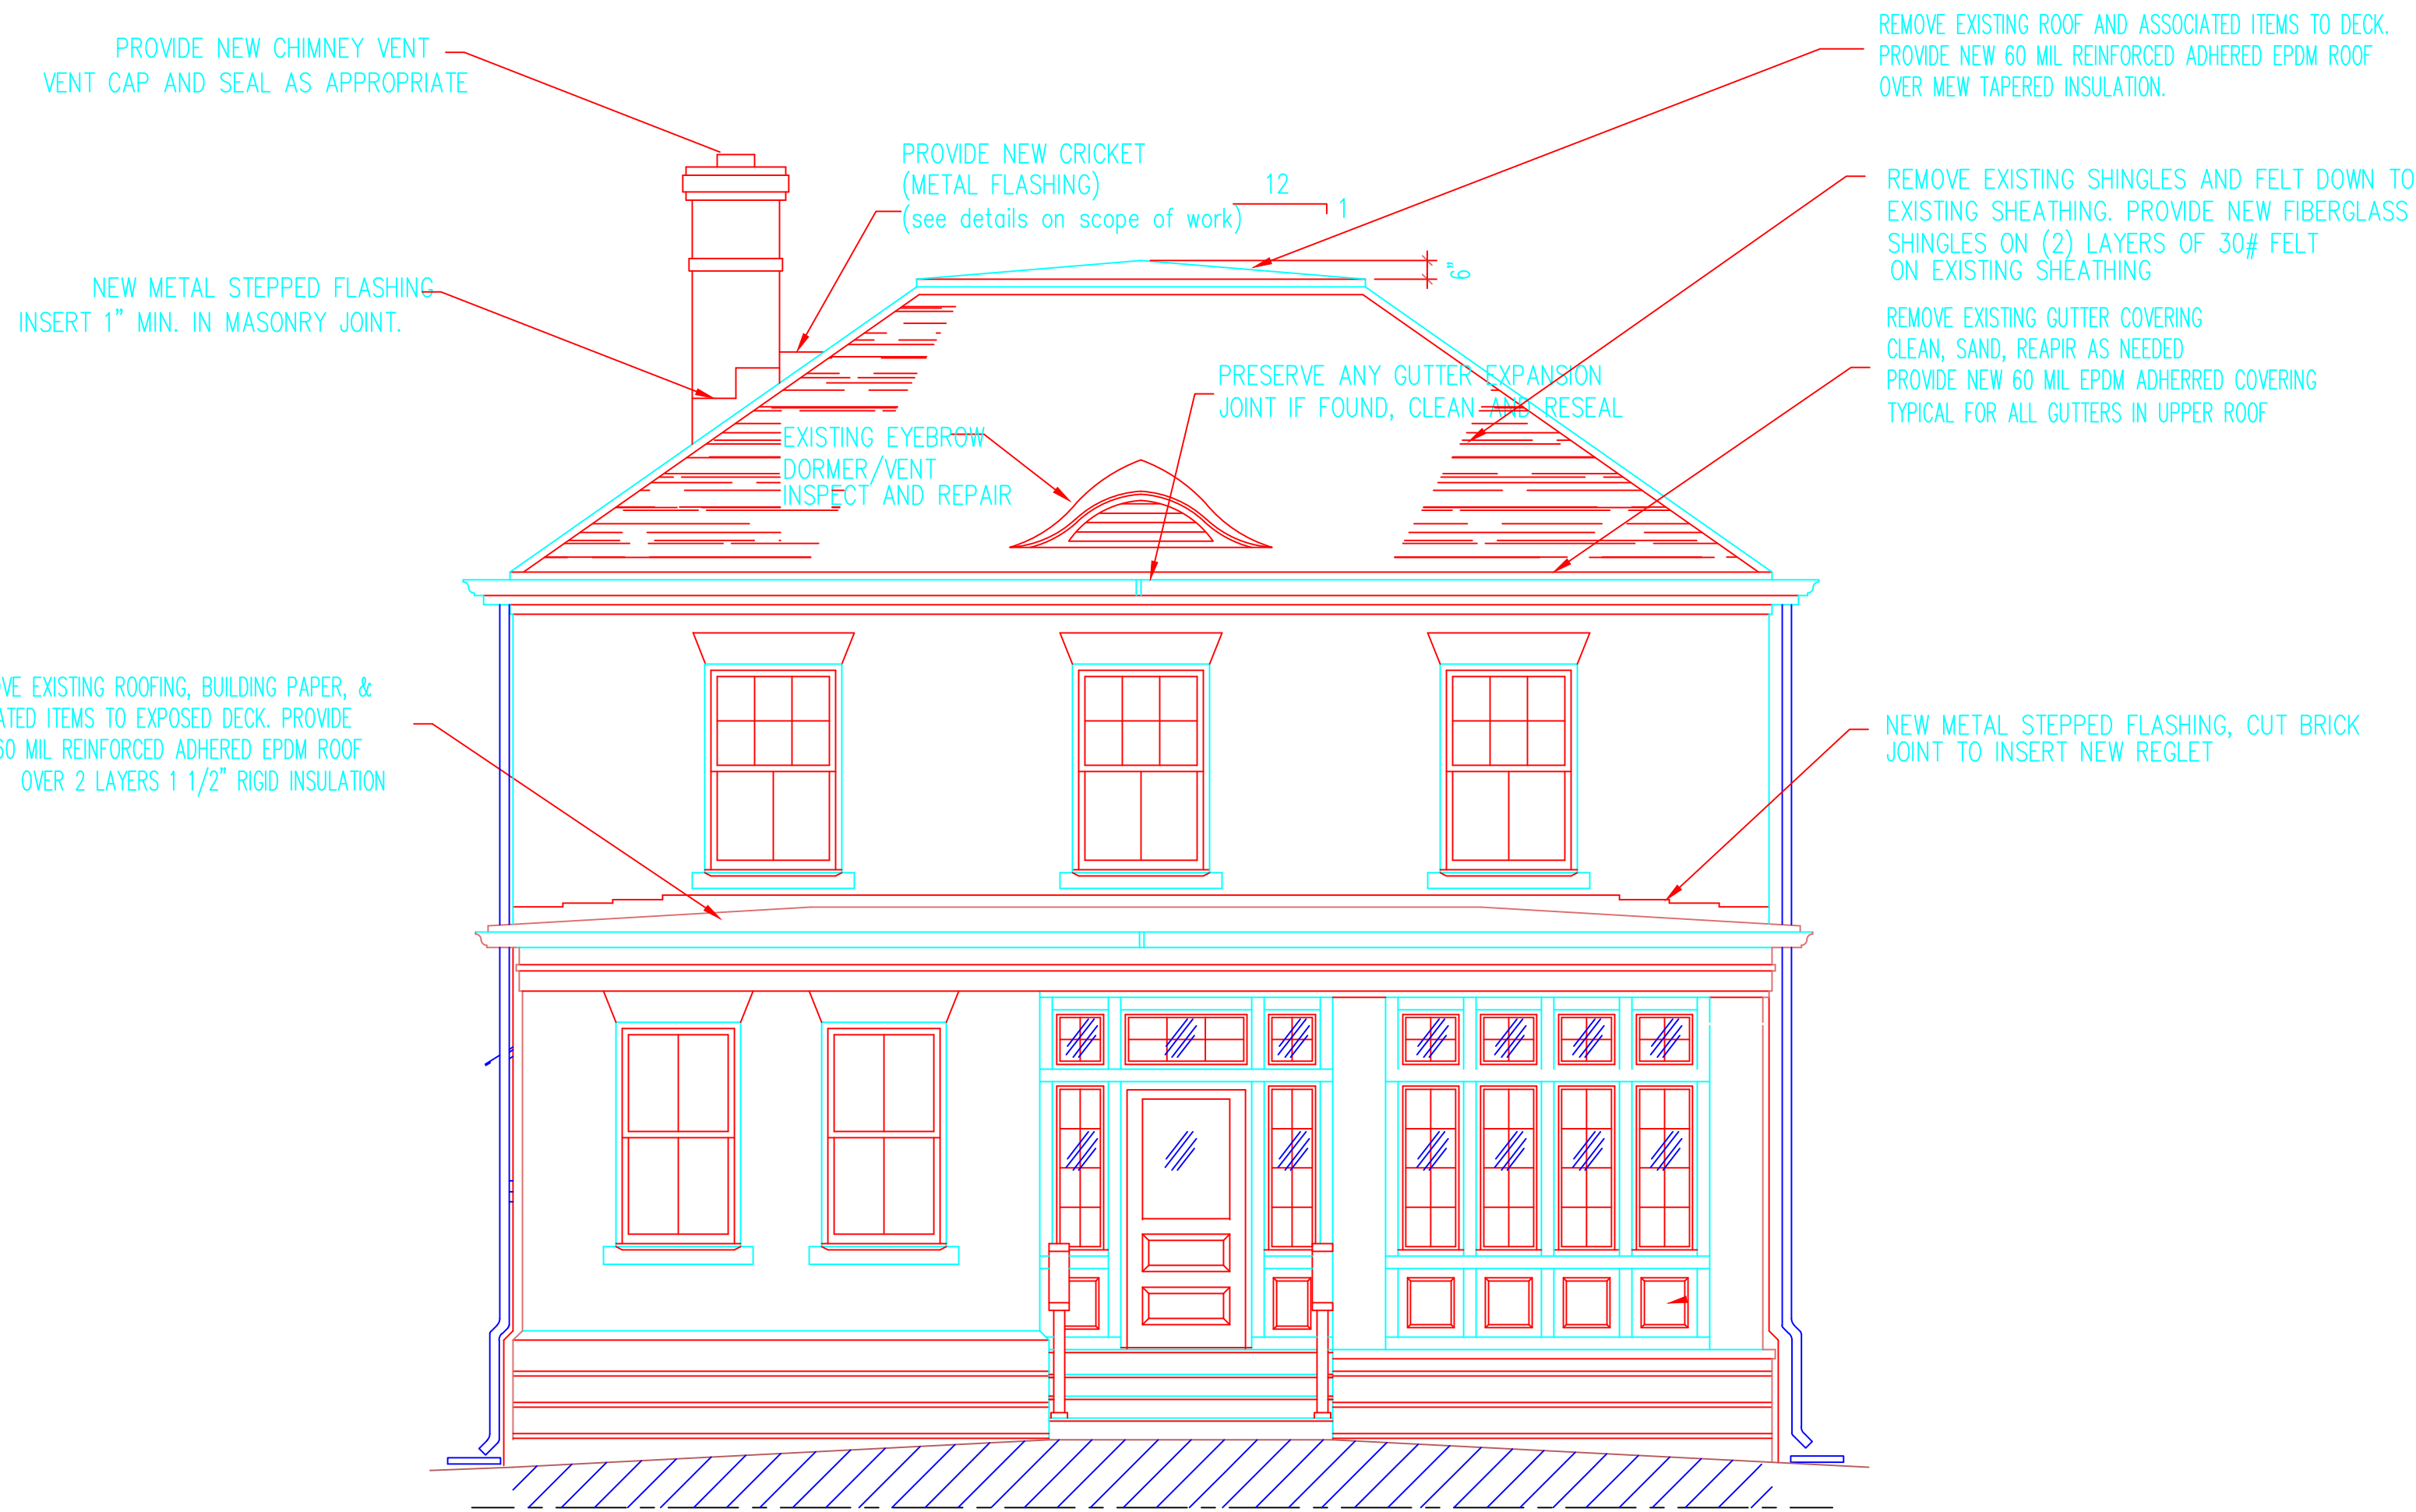 PROVIDE NEW CHIMNEY VENT
VENT CAP AND SEAL AS APPROPRIATE
REMOVE EXISTING ROOF AND ASSOCIATED ITEMS TO DECK.
PROVIDE NEW 60 MIL REINFORCED ADHERED EPDM ROOF
OVER MEW TAPERED INSULATION.
PROVIDE NEW CRICKET
(METAL FLASHING)
(see details on scope of work)
12
1
6"
REMOVE EXISTING SHINGLES AND FELT DOWN TO
EXISTING SHEATHING. PROVIDE NEW FIBERGLASS
SHINGLES ON (2) LAYERS OF 30# FELT
ON EXISTING SHEATHING
NEW METAL STEPPED FLASHING
INSERT 1" MIN. IN MASONRY JOINT.
REMOVE EXISTING GUTTER COVERING
CLEAN, SAND, REAPIR AS NEEDED
PROVIDE NEW 60 MIL EPDM ADHERRED COVERING
TYPICAL FOR ALL GUTTERS IN UPPER ROOF
PRESERVE ANY GUTTER EXPANSION
JOINT IF FOUND, CLEAN AND RESEAL
EXISTING EYEBROW
DORMER/VENT
INSPECT AND REPAIR
EXISTING ROOFING, BUILDING PAPER, &
ITEMS TO EXPOSED DECK. PROVIDE
60 MIL REINFORCED ADHERED EPDM ROOF
OVER 2 LAYERS 1 1/2" RIGID INSULATION
NEW METAL STEPPED FLASHING, CUT BRICK
JOINT TO INSERT NEW REGLET